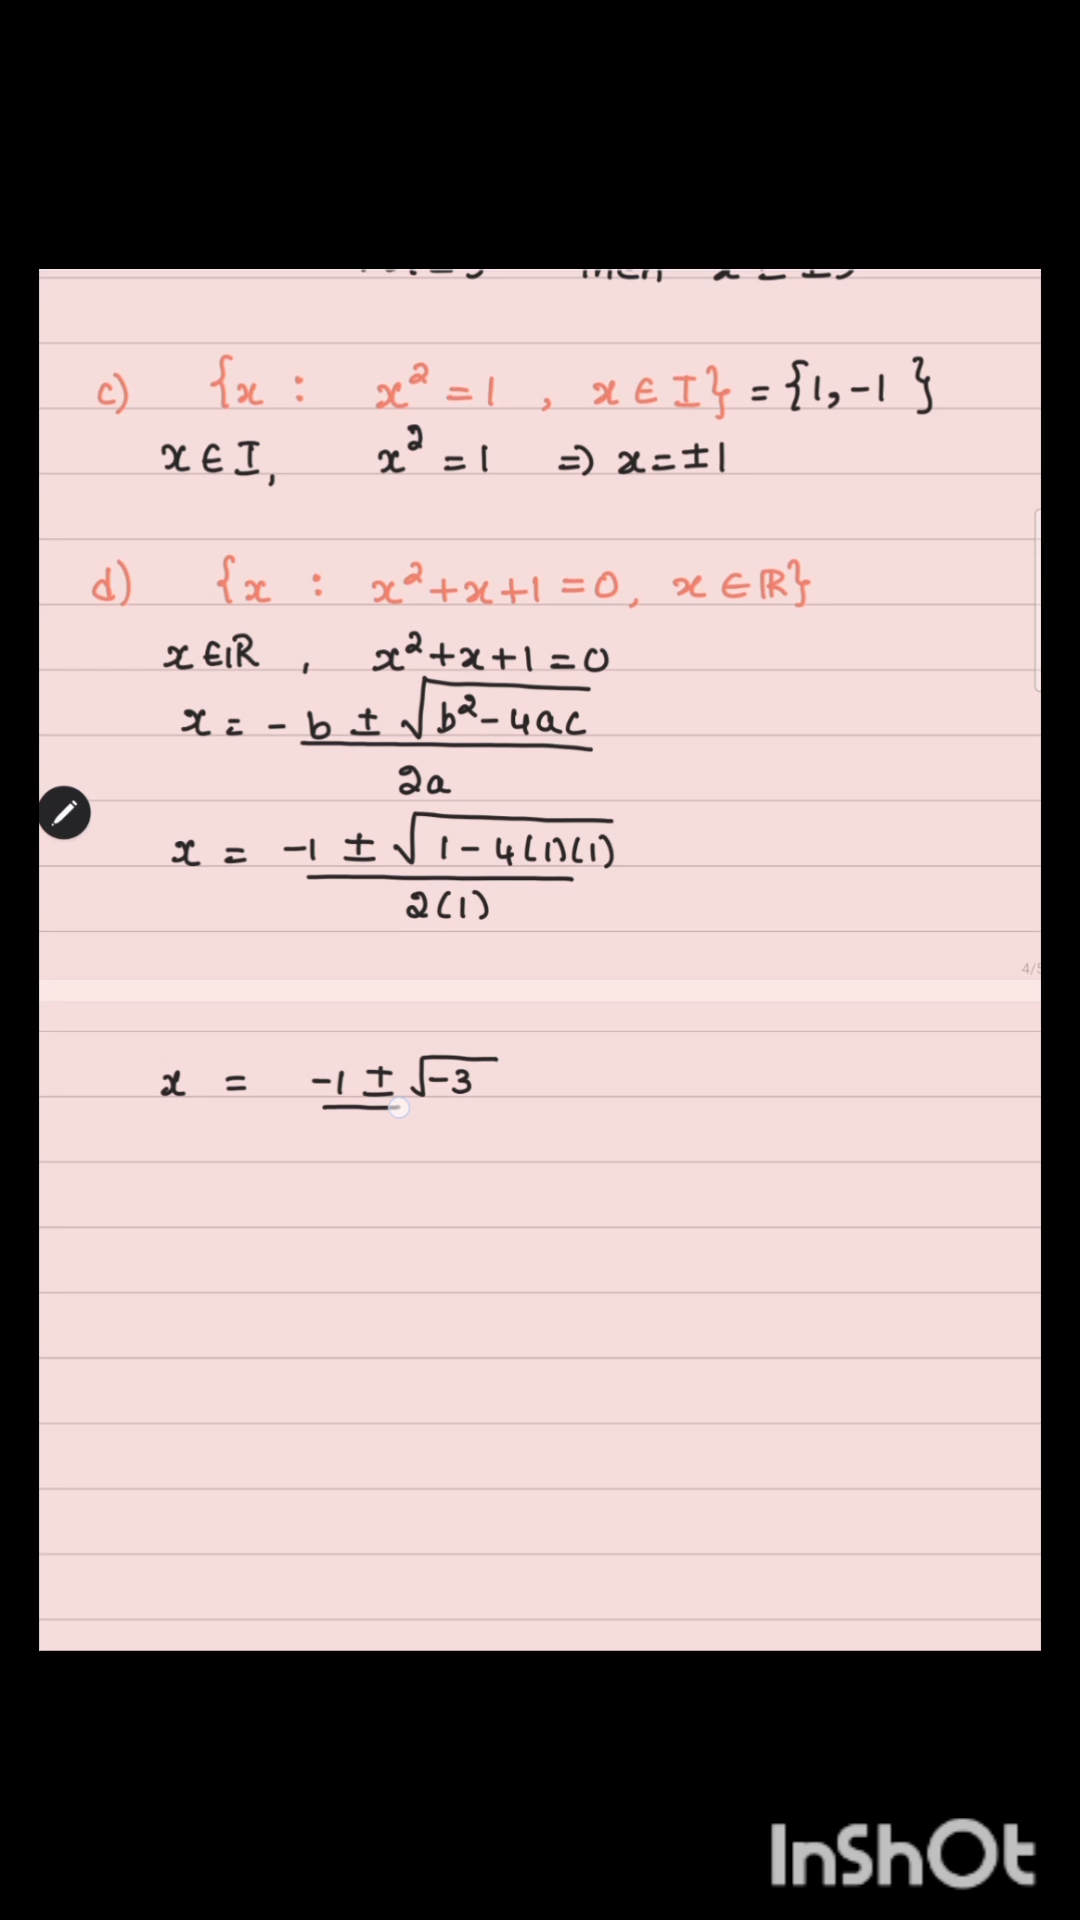 c) {x : x² = 1 , x ∈ I} = {1, -1 }
x ∈ I, x² = 1 ⇒ x = ±1
d) {x : x²+x+1 = 0, x ∈ ℝ}
x ∈ ℝ , x²+x+1 = 0
x = - b ± √b² - 4ac
2a
x = -1 ± √1 - 4(1)(1)
2(1)
x = -1 ± √-3
InShOt